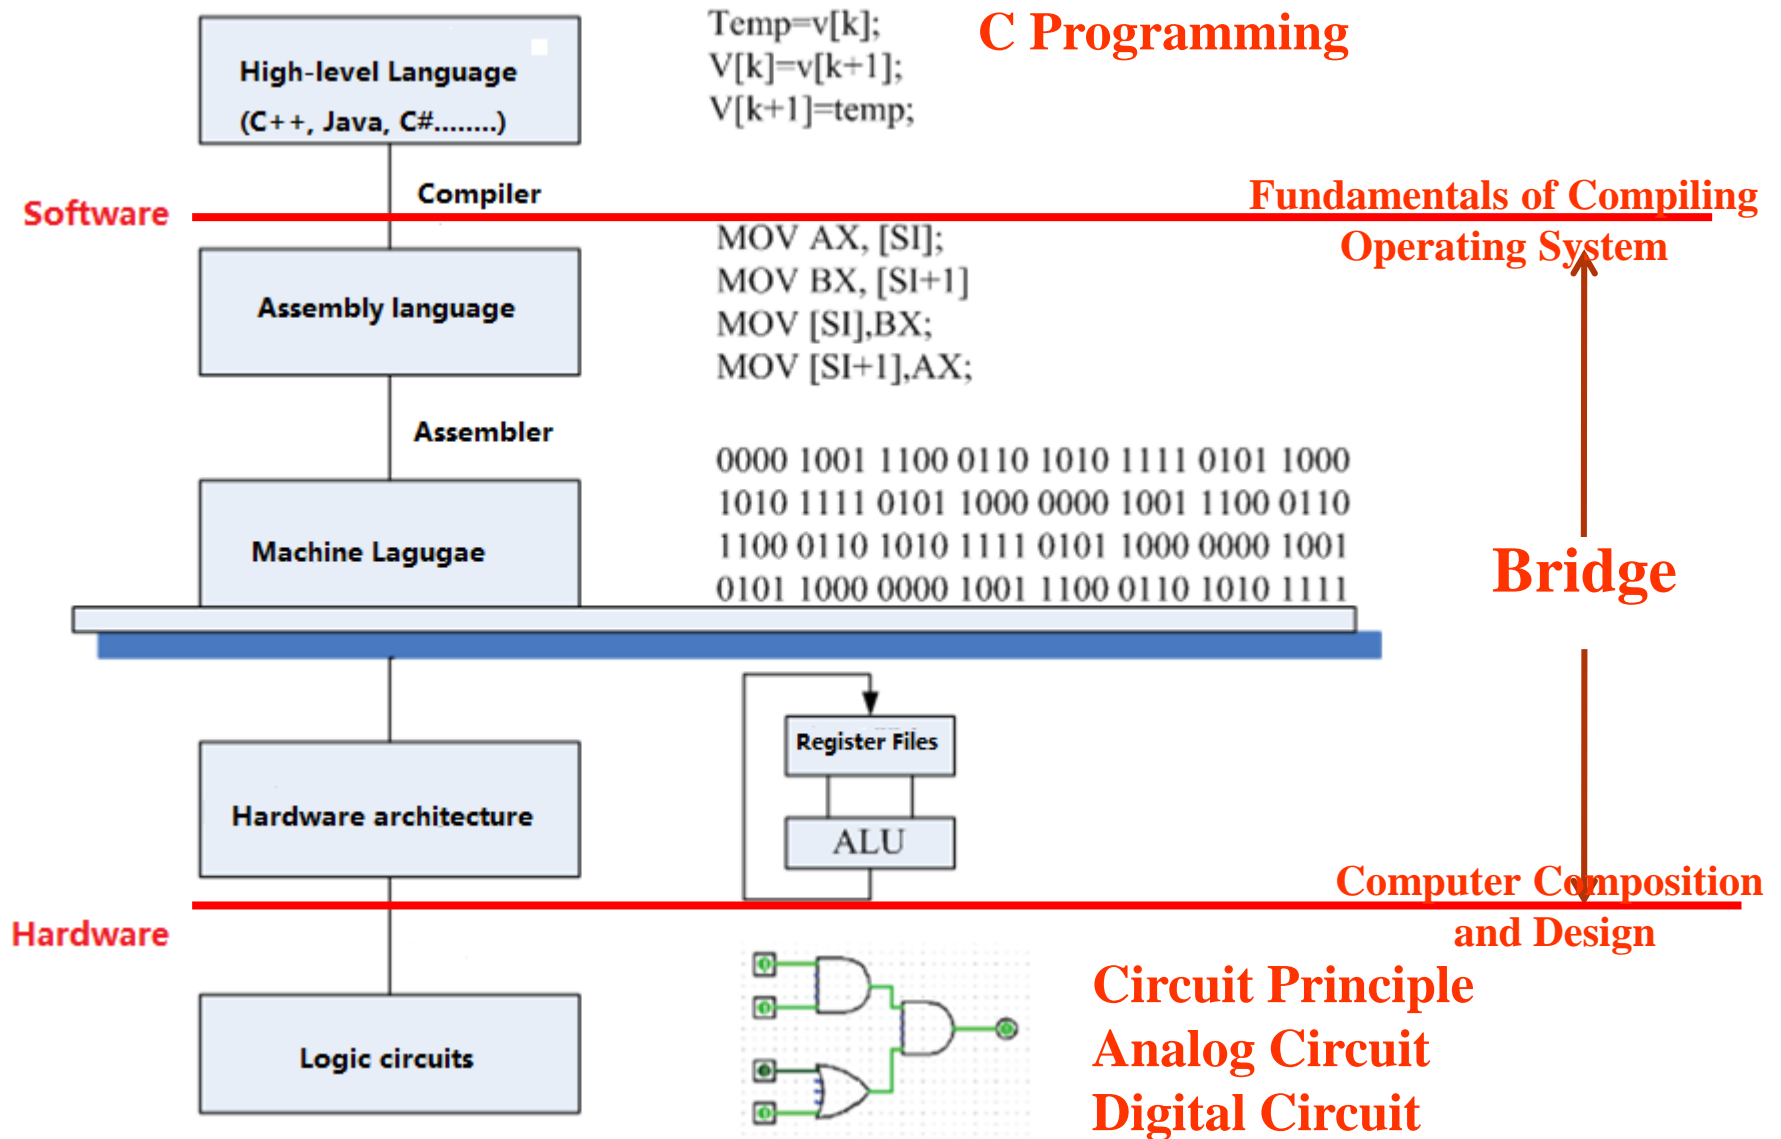 High-level Language
(C++, Java, C#........)
Temp=v[k];
V[k]=v[k+1];
V[k+1]=temp;
C Programming
Compiler
Software
Fundamentals of Compiling
Operating System
Assembly language
MOV AX, [SI];
MOV BX, [SI+1]
MOV [SI],BX;
MOV [SI+1],AX;
Assembler
Machine Lagugae
0000 1001 1100 0110 1010 1111 0101 1000
1010 1111 0101 1000 0000 1001 1100 0110
1100 0110 1010 1111 0101 1000 0000 1001
0101 1000 0000 1001 1100 0110 1010 1111
Bridge
Hardware architecture
Register Files
ALU
Computer Composition
and Design
Hardware
Logic circuits
Circuit Principle
Analog Circuit
Digital Circuit